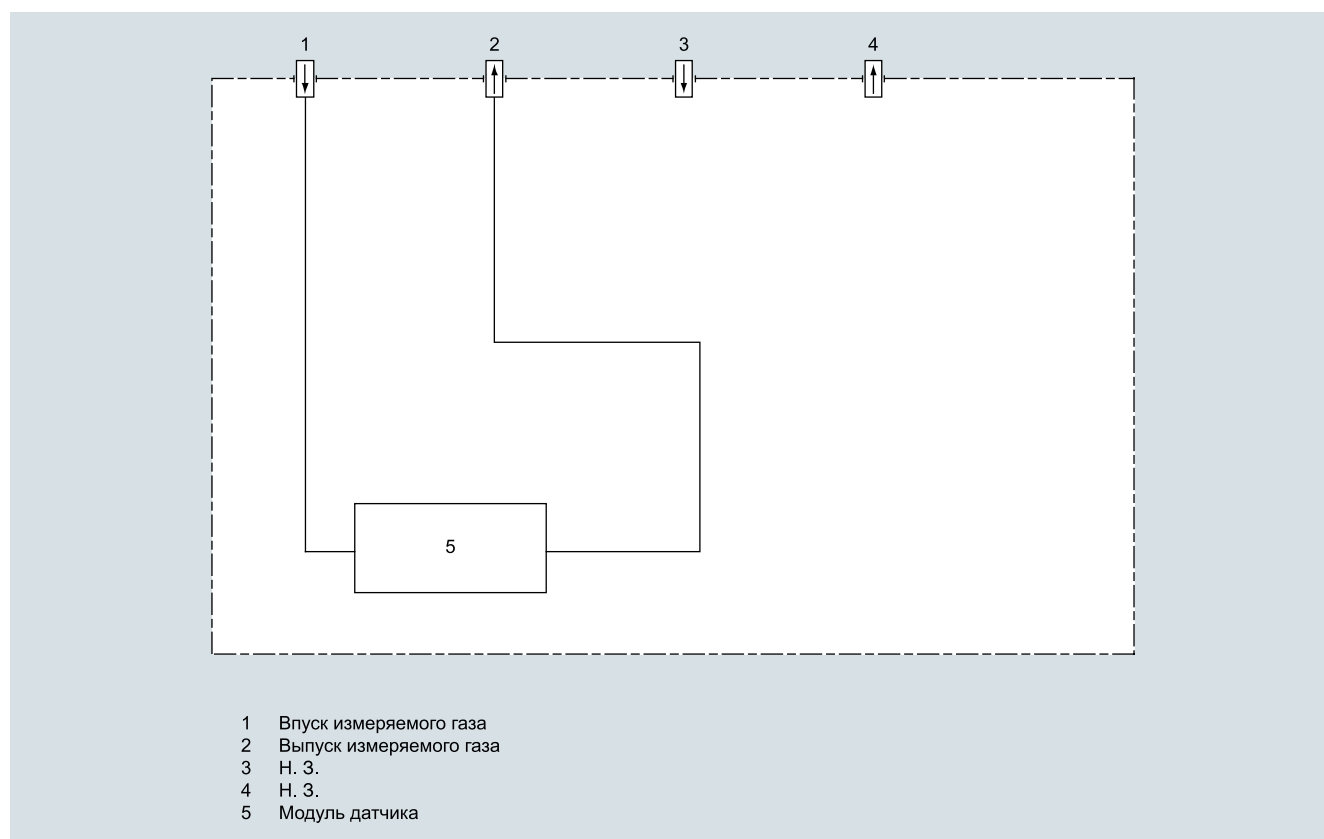 1 2 3 4
5
1 Впуск измеряемого газа
2 Выпуск измеряемого газа
3 Н. З.
4 Н. З.
5 Модуль датчика